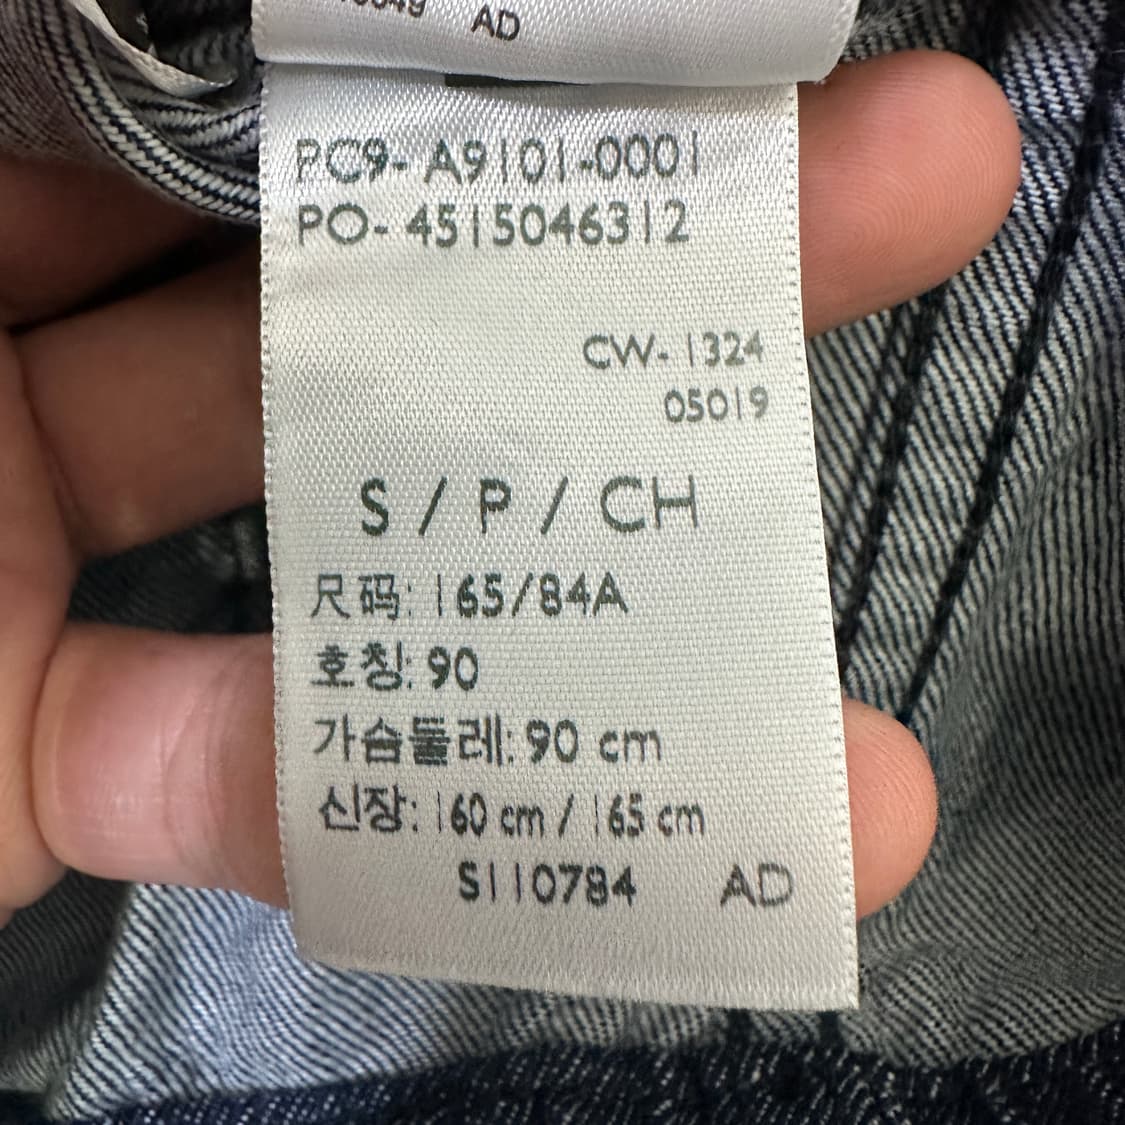 AD
PC9- A9101-0001
PO- 4515046312
CW- 1324
05019
S / P / CH
尺码: 165/84A
호칭: 90
가슴둘레: 90 cm
신장: 160 cm / 165 cm
S110784 AD